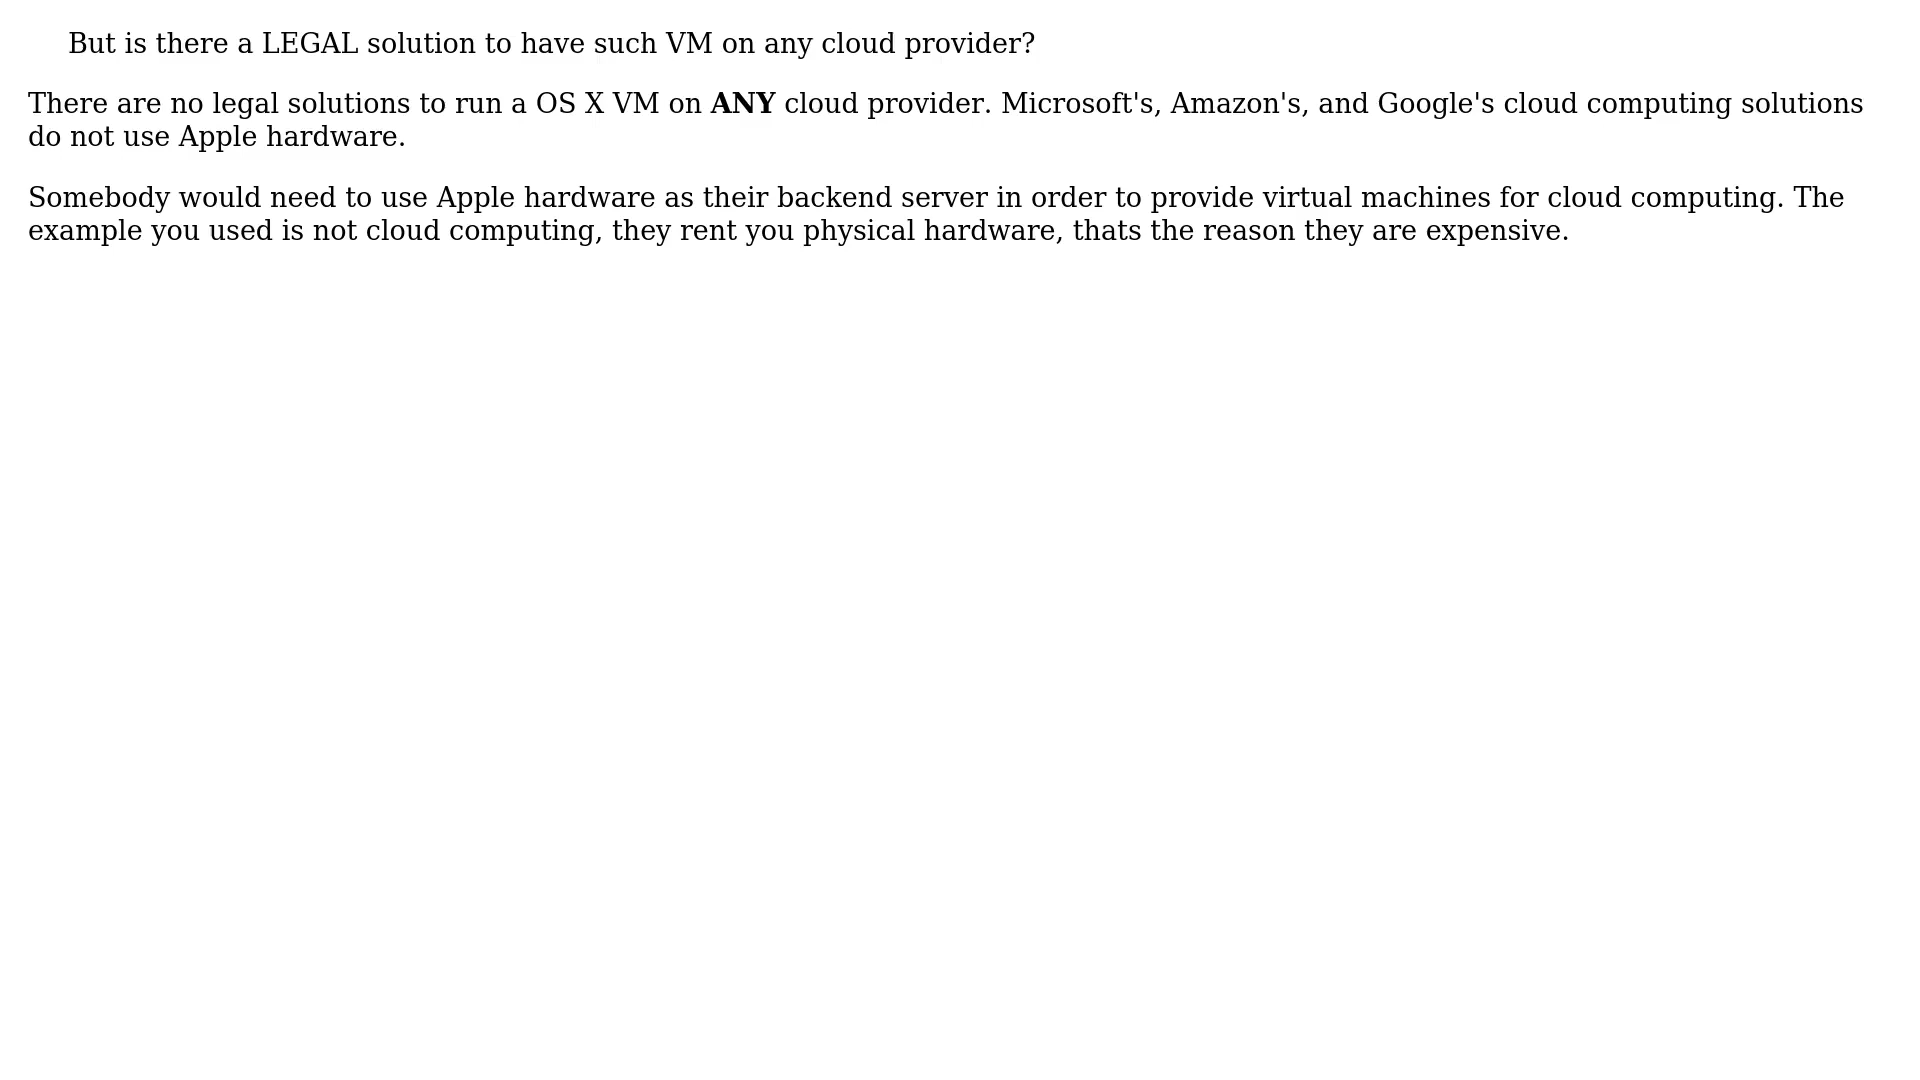 But is there a LEGAL solution to have such VM on any cloud provider?
There are no legal solutions to run a OS X VM on ANY cloud provider. Microsoft's, Amazon's, and Google's cloud computing solutions
do not use Apple hardware.
Somebody would need to use Apple hardware as their backend server in order to provide virtual machines for cloud computing. The
example you used is not cloud computing, they rent you physical hardware, thats the reason they are expensive.